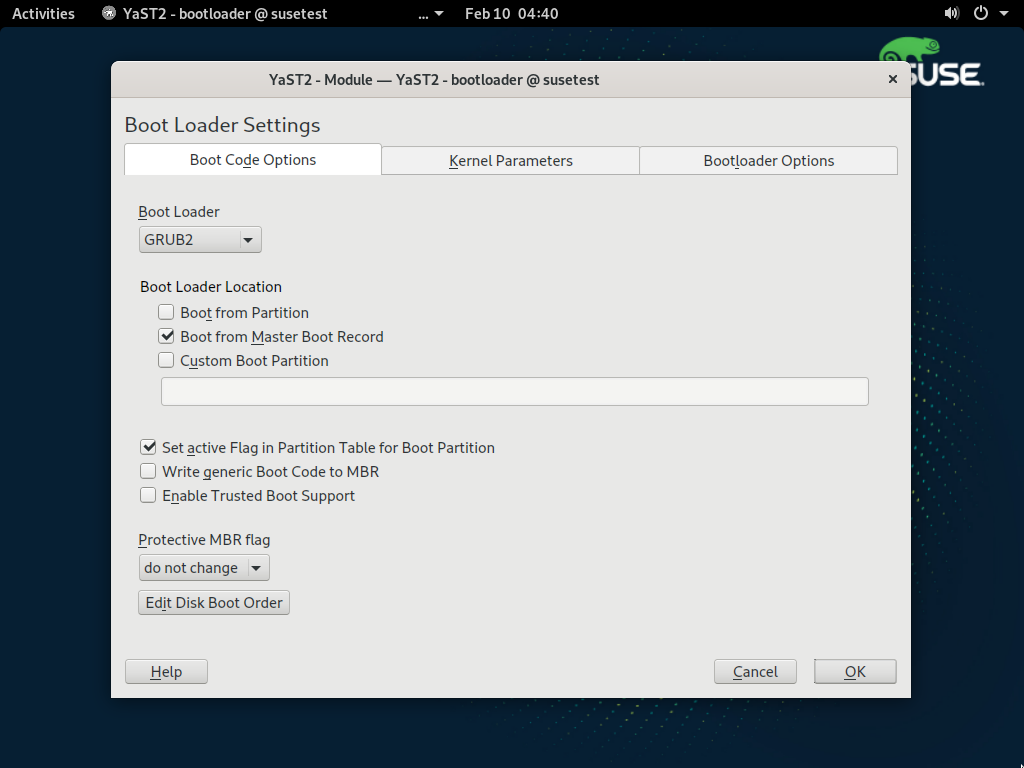 Activities YaST2 - bootloader @ susetest ... Feb 10 04:40
SUSE
YaST2 - Module — YaST2 - bootloader @ susetest
Boot Loader Settings
Boot Code Options Kernel Parameters Bootloader Options
Boot Loader
GRUB2
Boot Loader Location
Boot from Partition
Boot from Master Boot Record
Custom Boot Partition
Set active Flag in Partition Table for Boot Partition
Write generic Boot Code to MBR
Enable Trusted Boot Support
Protective MBR flag
do not change
Edit Disk Boot Order
Help Cancel OK